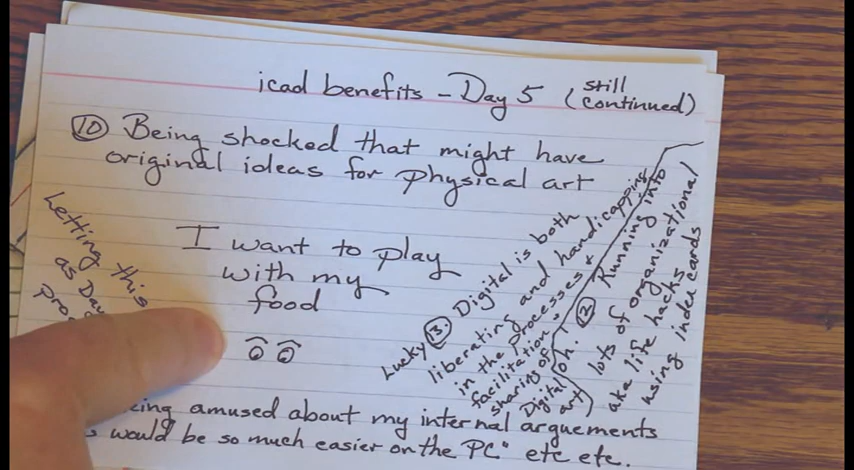 icad benefits - Day 5 (still continued)
⑩ Being shocked that might have
original ideas for physical art
I want to play
with my
food
Letting this
as Day
Lucky ⑬. Digital is both
liberating and handicapping
in the processes &
facilitation &
sharing of
Digital
art
oh. ⑫ Running into
lots of organizational
aka life hacks
using index cards
amused about my internal arguements
would be so much easier on the PC" etc etc.